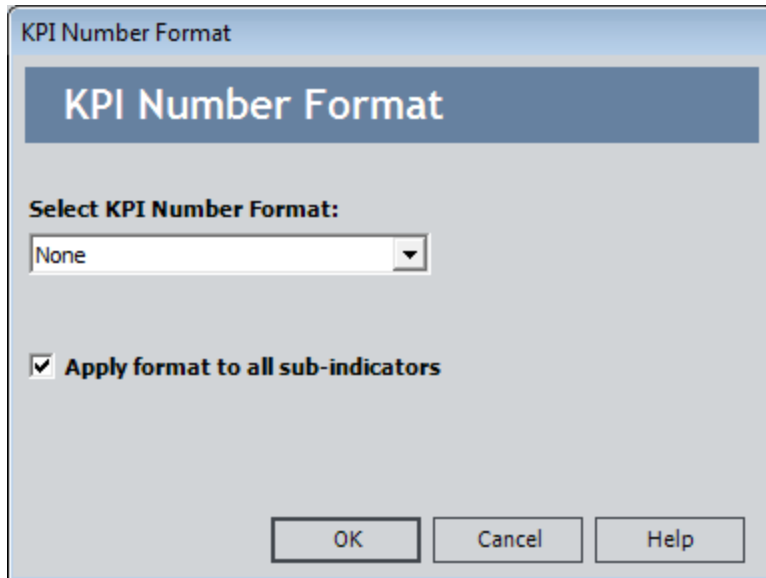 KPI Number Format
KPI Number Format
Select KPI Number Format:
None
Apply format to all sub-indicators
OK Cancel Help